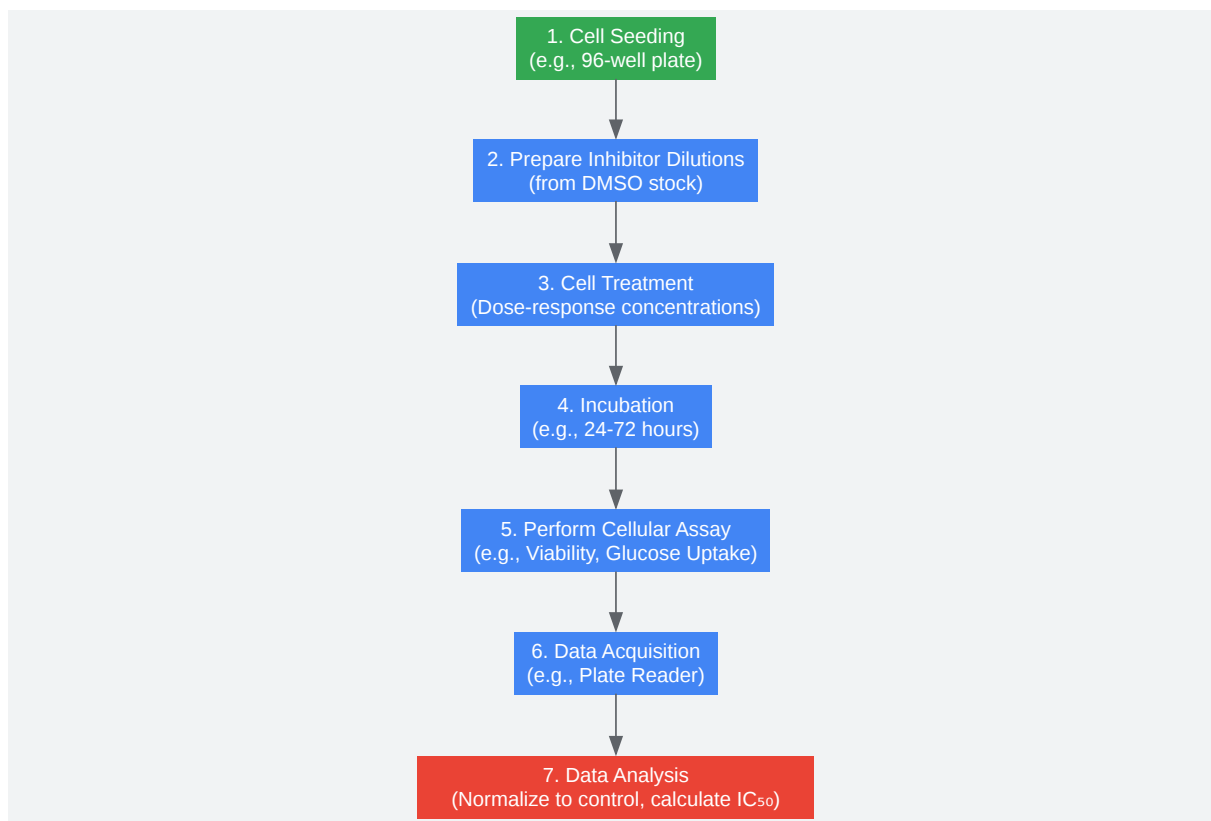 1. Cell Seeding
(e.g., 96-well plate)
2. Prepare Inhibitor Dilutions
(from DMSO stock)
3. Cell Treatment
(Dose-response concentrations)
4. Incubation
(e.g., 24-72 hours)
5. Perform Cellular Assay
(e.g., Viability, Glucose Uptake)
6. Data Acquisition
(e.g., Plate Reader)
7. Data Analysis
(Normalize to control, calculate IC₅₀)